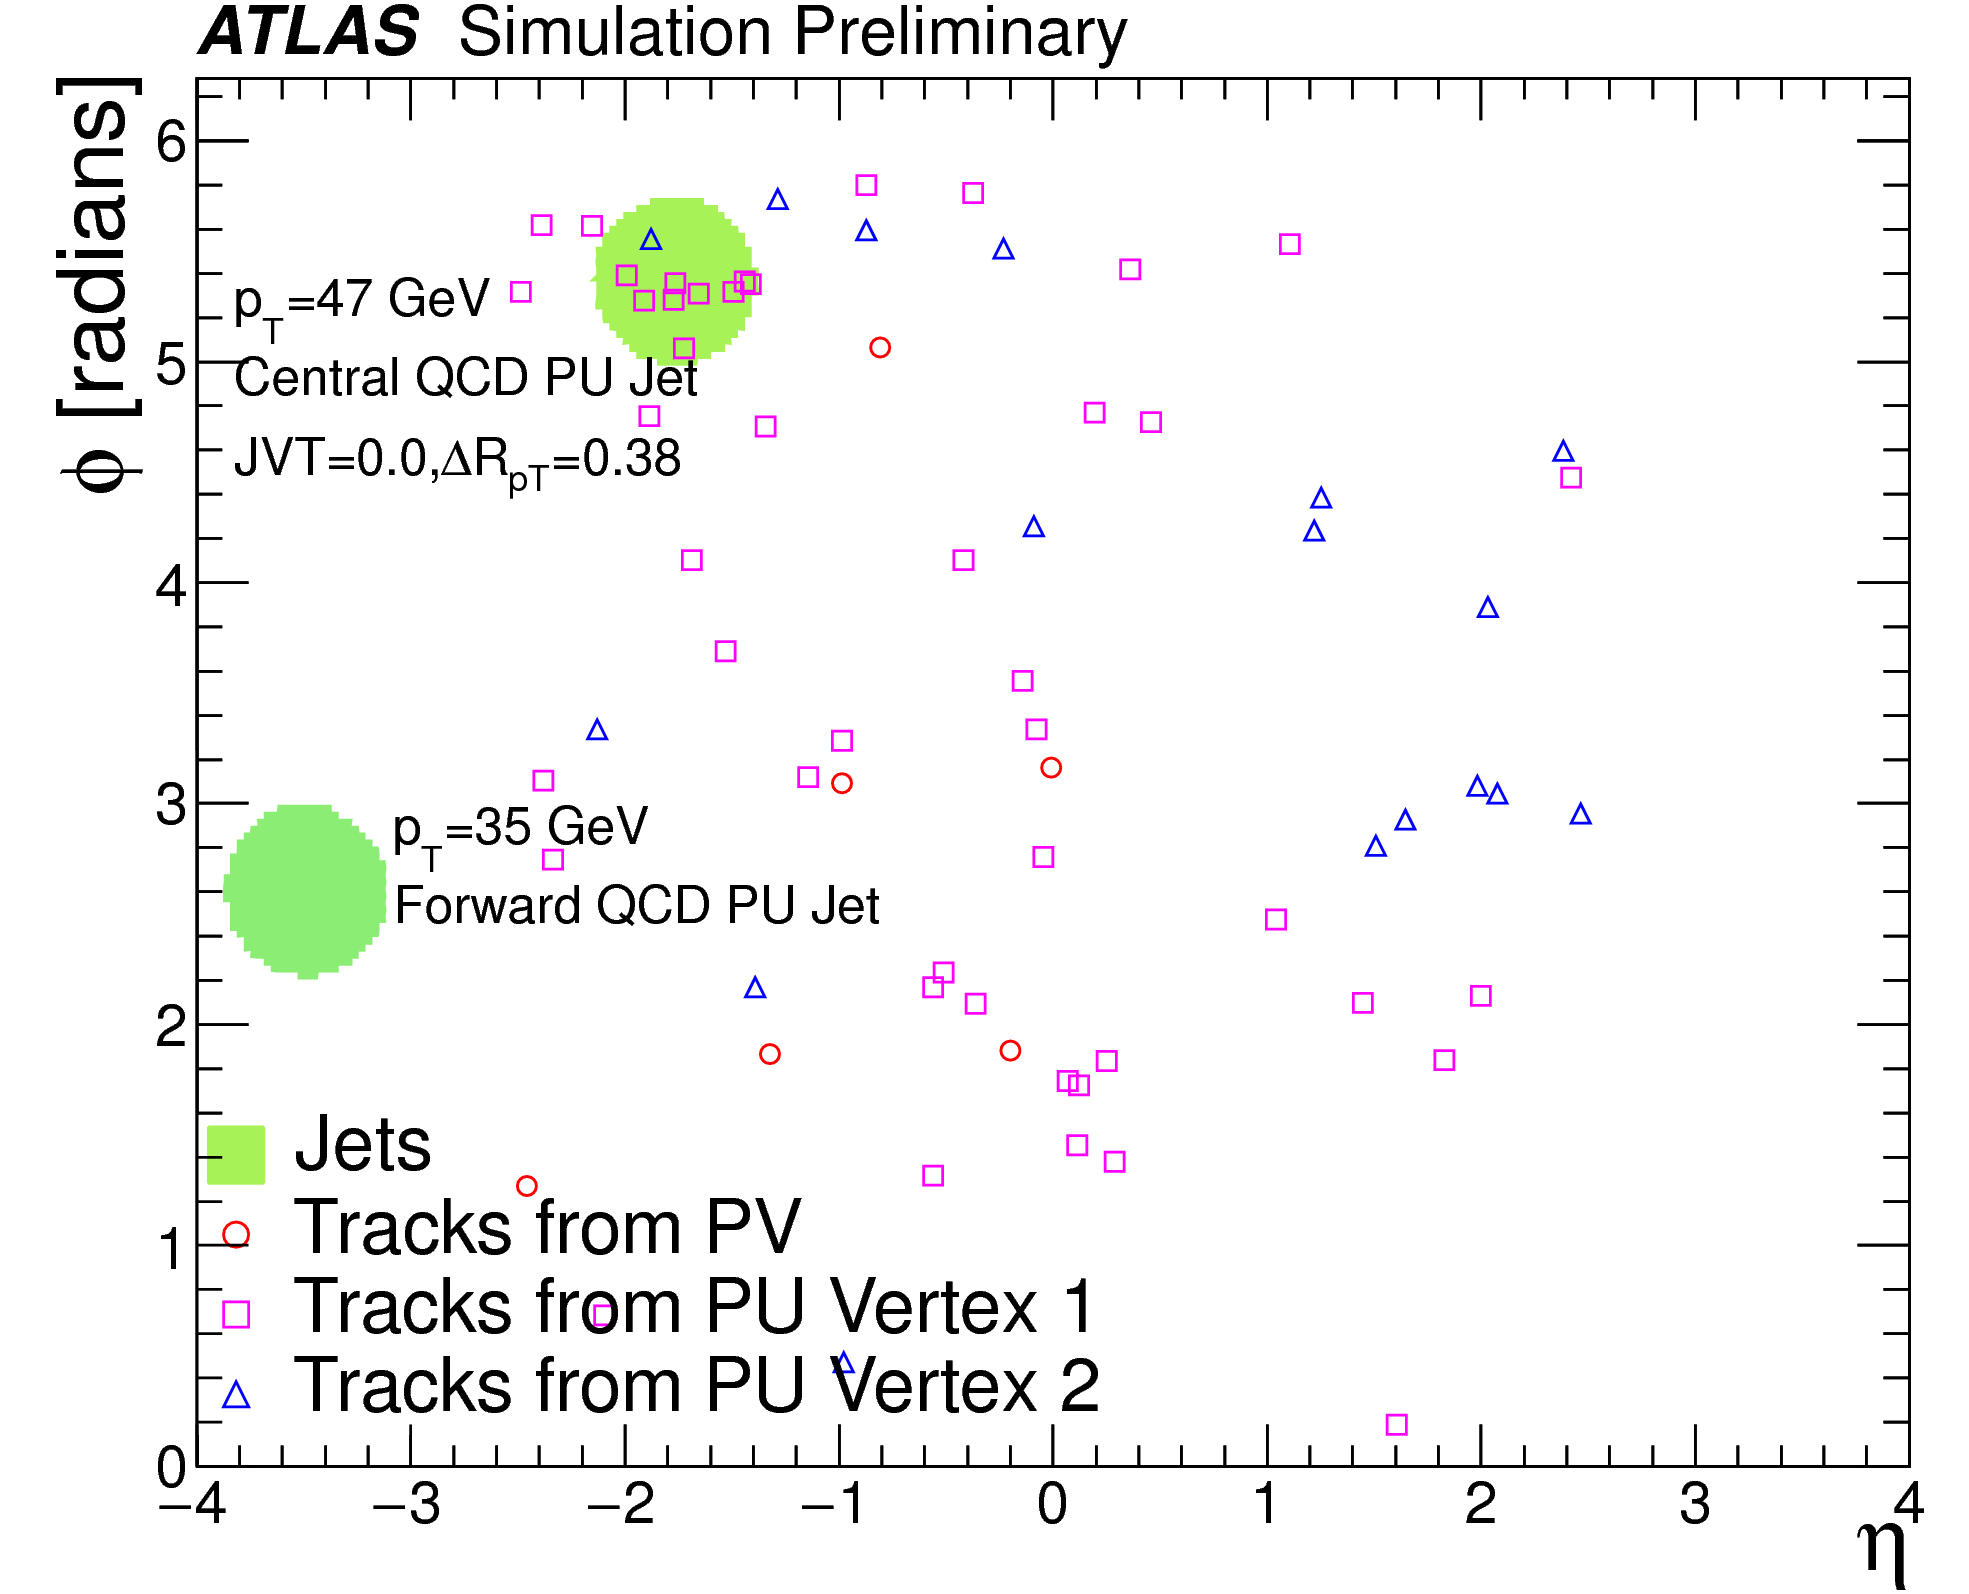 ATLAS Simulation Preliminary
ϕ [radians]
6
5
4
3
2
1
0
p_T=47 GeV
Central QCD PU Jet
JVT=0.0,ΔR_pT=0.38
p_T=35 GeV
Forward QCD PU Jet
Jets
Tracks from PV
Tracks from PU Vertex 1
Tracks from PU Vertex 2
−4 −3 −2 −1 0 1 2 3 4
η